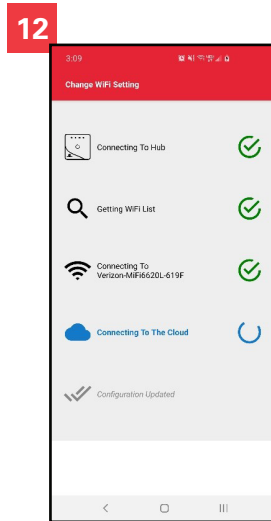 12
3:09
Change WiFi Setting
Connecting To Hub
Getting WiFi List
Connecting To
Verizon-MiFi6620L-619F
Connecting To The Cloud
Configuration Updated